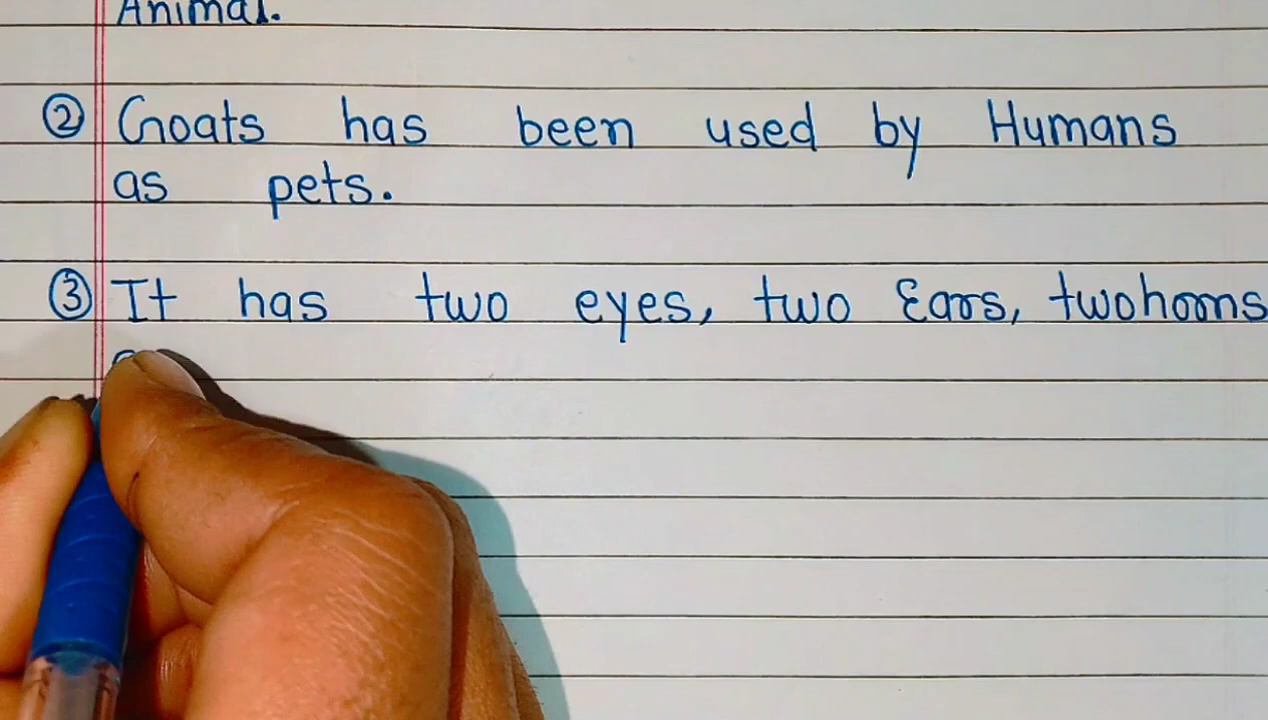 Animal.
② Goats has been used by Humans
as pets.
③ It has two eyes, two Ears, two horns